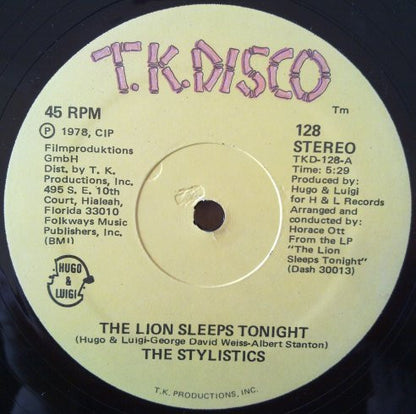 T.K.DISCO
Tm
45 RPM
Ⓟ 1978, CIP
Filmproduktions
GmbH
Dist. by T. K.
Productions, Inc.
495 S. E. 10th
Court, Hialeah,
Florida 33010
Folkways Music
Publishers, Inc.
(BMI)
HUGO
&
LUIGI
128
STEREO
TKD-128-A
Time: 5:29
Produced by:
Hugo & Luigi
for H & L Records
Arranged and
conducted by:
Horace Ott
From the LP
"The Lion
Sleeps Tonight"
(Dash 30013)
THE LION SLEEPS TONIGHT
(Hugo & Luigi-George David Weiss-Albert Stanton)
THE STYLISTICS
T.K. PRODUCTIONS, INC.